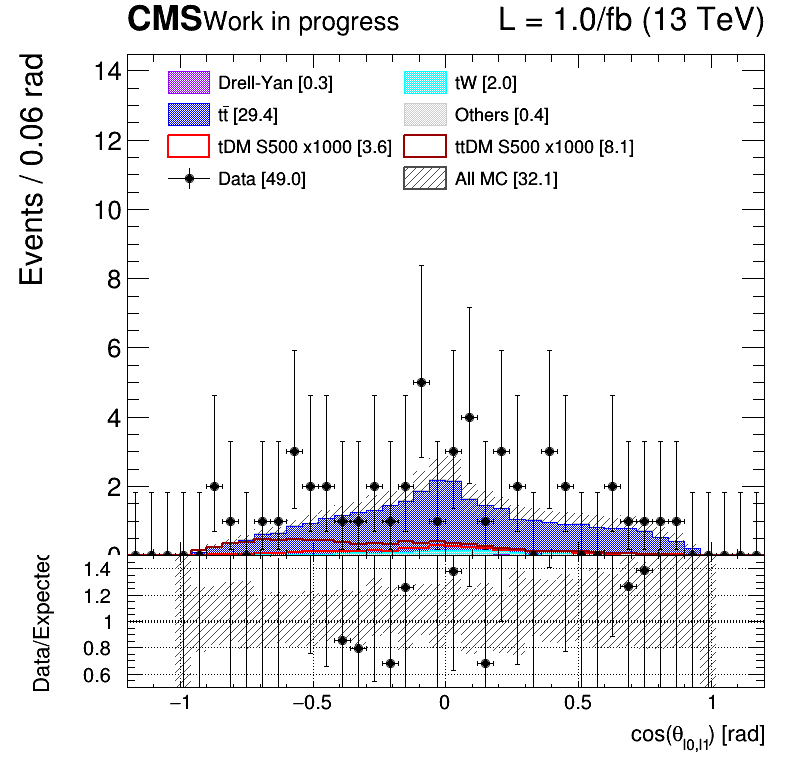 CMS Work in progress L = 1.0/fb (13 TeV)
Events / 0.06 rad
14
12
10
8
6
4
2
0
Drell-Yan [0.3] tW [2.0]
tt̄ [29.4] Others [0.4]
tDM S500 x1000 [3.6] ttDM S500 x1000 [8.1]
Data [49.0] All MC [32.1]
Data/Expected
1.4
1.2
1
0.8
0.6
−1 −0.5 0 0.5 1
cos(θl0,l1) [rad]